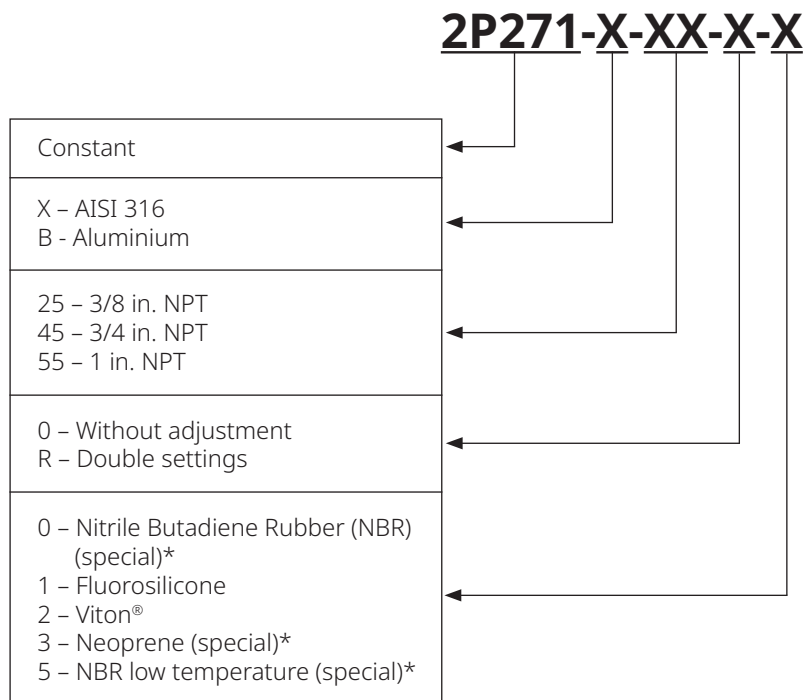 2P271-X-XX-X-X
Constant
X – AISI 316
B - Aluminium
25 – 3/8 in. NPT
45 – 3/4 in. NPT
55 – 1 in. NPT
0 – Without adjustment
R – Double settings
0 – Nitrile Butadiene Rubber (NBR)
(special)*
1 – Fluorosilicone
2 – Viton®
3 – Neoprene (special)*
5 – NBR low temperature (special)*